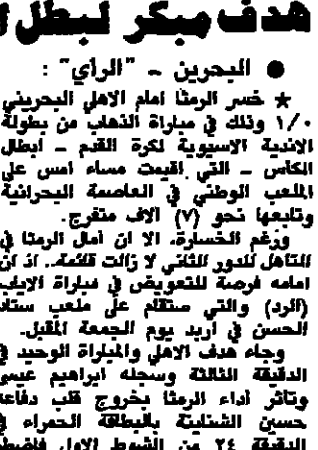 هدف مبكر لبطل ا
● البحرين - "الرأي" :
★ خسر الرمثا امام الاهلي البحريني
١/٠ وذلك في مباراة الذهاب من بطولة
الاندية الاسيوية لكرة القدم - ابطال
الكأس - التي اقيمت مساء امس على
الملعب الوطني في العاصمة البحرانية
وتابعها نحو (٧) آلاف متفرج.
ورغم الخسارة، الا ان امال الرمثا في
التأهل للدور الثاني لا زالت قائمة.. اذ ان
امامه فرصة للتعويض في مباراة الاياب
(الرد) والتي ستقام على ملعب ستاد
الحسن في اربد يوم الجمعة المقبل.
وجاء هدف الاهلي والمباراة الوحيد في
الدقيقة الثالثة وسجله ابراهيم عيسى
وتاثر أداء الرمثا بخروج قلب دفاعه
حسين الشناينة بالبطاقة الحمراء في
الدقيقة ٢٤ من الشوط الاول فاضطر